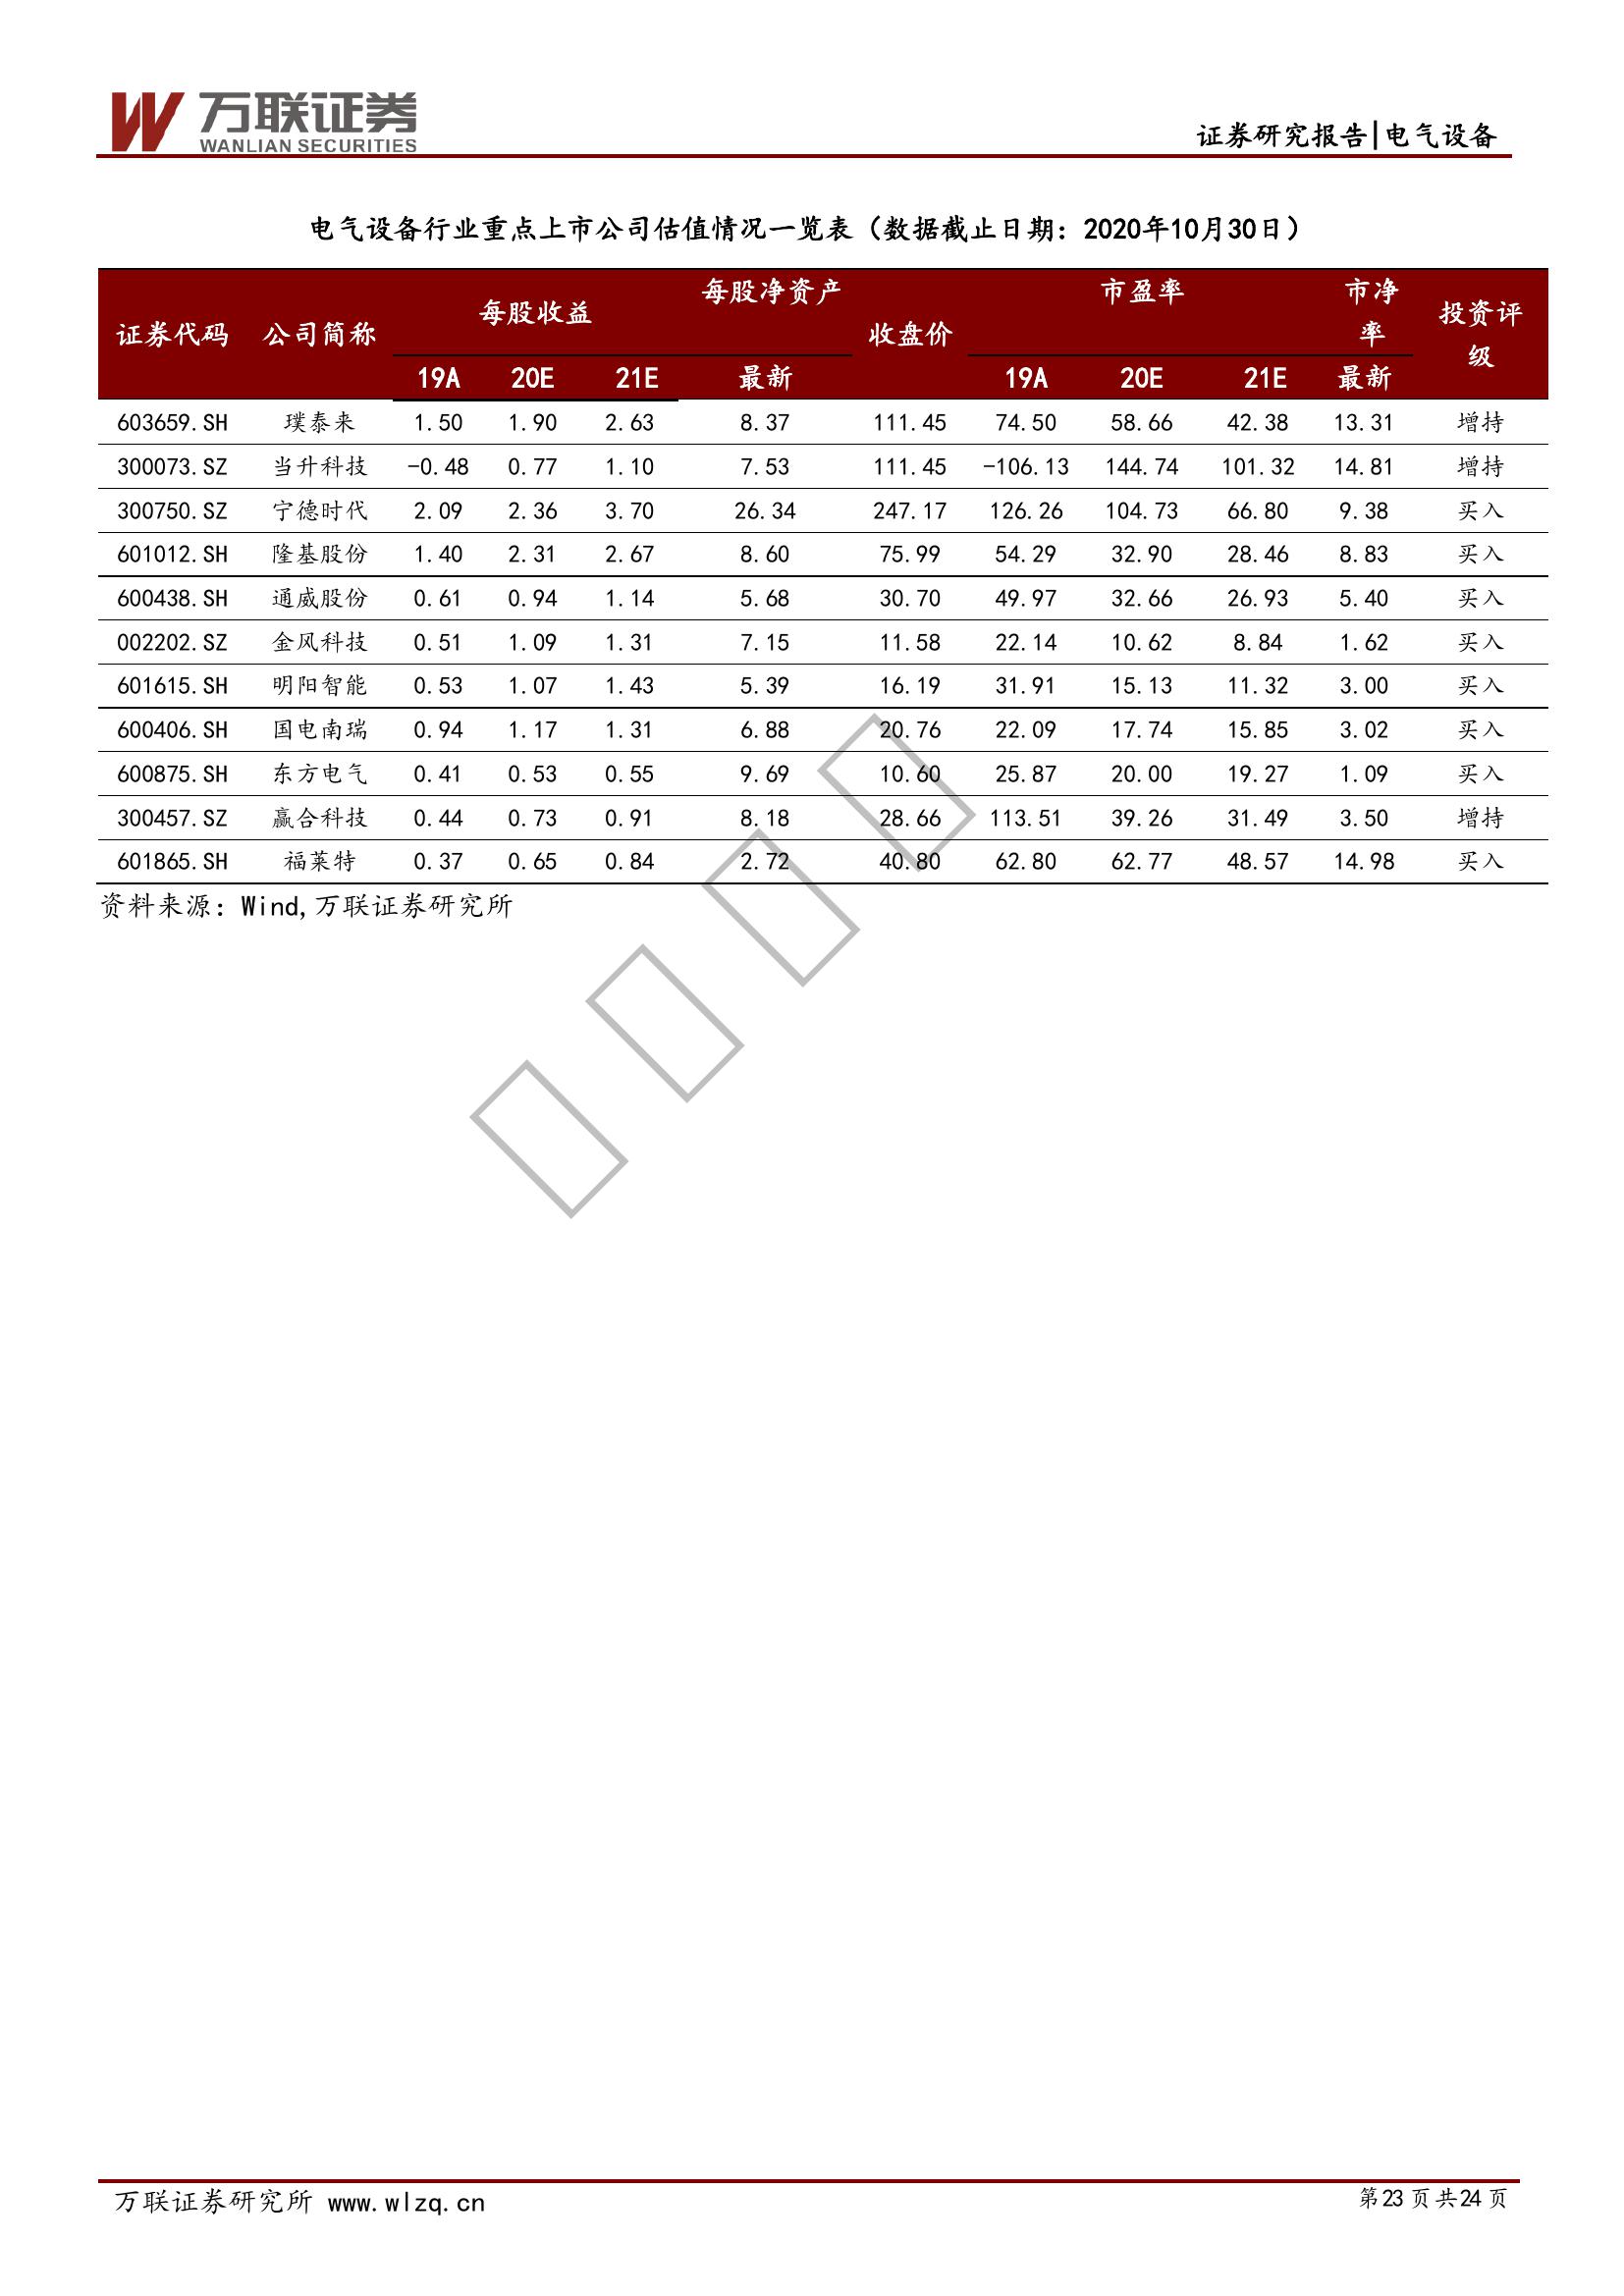 万联证券
WANLIAN SECURITIES
证券研究报告|电气设备
电气设备行业重点上市公司估值情况一览表（数据截止日期：2020年10月30日）
证券代码 公司简称 每股收益 每股净资产 收盘价 市盈率 市净率 投资评级
19A 20E 21E 最新 19A 20E 21E 最新
603659.SH 璞泰来 1.50 1.90 2.63 8.37 111.45 74.50 58.66 42.38 13.31 增持
300073.SZ 当升科技 -0.48 0.77 1.10 7.53 111.45 -106.13 144.74 101.32 14.81 增持
300750.SZ 宁德时代 2.09 2.36 3.70 26.34 247.17 126.26 104.73 66.80 9.38 买入
601012.SH 隆基股份 1.40 2.31 2.67 8.60 75.99 54.29 32.90 28.46 8.83 买入
600438.SH 通威股份 0.61 0.94 1.14 5.68 30.70 49.97 32.66 26.93 5.40 买入
002202.SZ 金风科技 0.51 1.09 1.31 7.15 11.58 22.14 10.62 8.84 1.62 买入
601615.SH 明阳智能 0.53 1.07 1.43 5.39 16.19 31.91 15.13 11.32 3.00 买入
600406.SH 国电南瑞 0.94 1.17 1.31 6.88 20.76 22.09 17.74 15.85 3.02 买入
600875.SH 东方电气 0.41 0.53 0.55 9.69 10.60 25.87 20.00 19.27 1.09 买入
300457.SZ 赢合科技 0.44 0.73 0.91 8.18 28.66 113.51 39.26 31.49 3.50 增持
601865.SH 福莱特 0.37 0.65 0.84 2.72 40.80 62.80 62.77 48.57 14.98 买入
资料来源：Wind,万联证券研究所
万联证券研究所 www.wlzq.cn
第23 页 共24 页